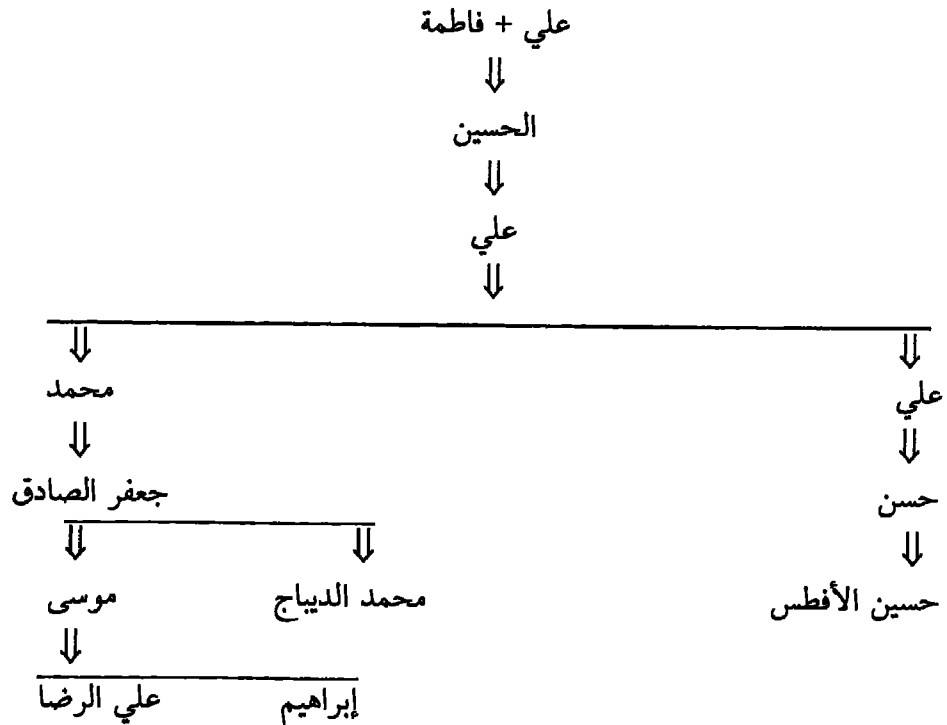 علي + فاطمة
الحسين
علي
علي
محمد
حسن
جعفر الصادق
حسين الأفطس
محمد الديباج
موسى
إبراهيم
علي الرضا